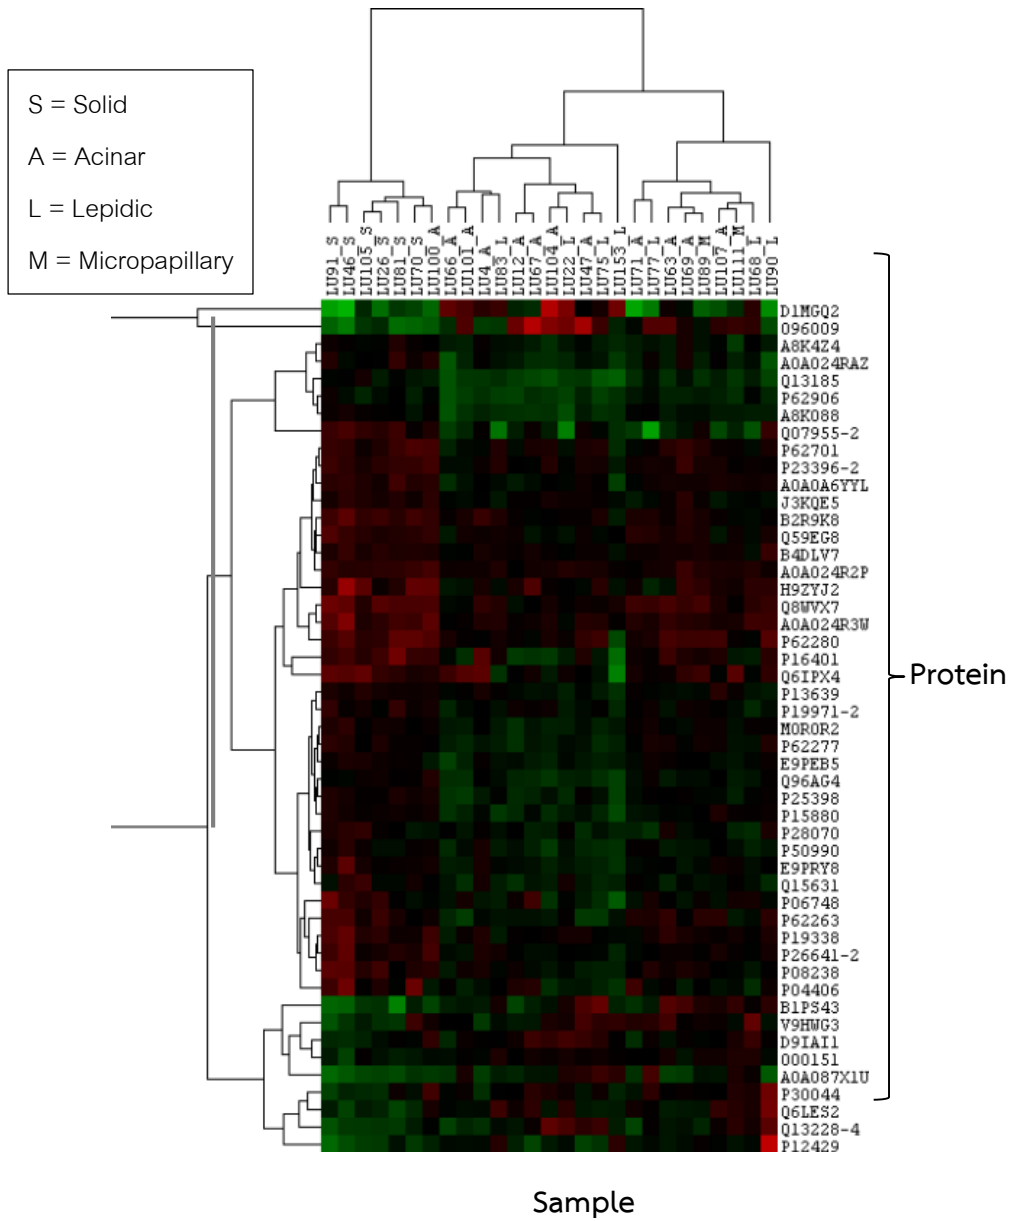 S = Solid
A = Acinar
L = Lepidic
M = Micropapillary
LU91_S
LU46_S
LU105_S
LU26_S
LU81_S
LU70_S
LU100_A
LU66_A
LU101_A
LU4_A
LU83_L
LU12_A
LU67_A
LU104_A
LU22_L
LU47_A
LU75_L
LU153_L
LU71_A
LU77_L
LU63_A
LU69_A
LU89_M
LU107_A
LU111_M
LU68_L
LU90_L
D1MGQ2
O96009
A8K4Z4
A0A024RAZ
Q13185
P62906
A8K088
Q07955-2
P62701
P23396-2
A0A0A6YYL
J3KQE5
B2R9K8
Q59EG8
B4DLV7
A0A024R2P
H9ZYJ2
Q8WVX7
A0A024R3W
P62280
P16401
Q6IPX4
P13639
P19971-2
M0R0R2
P62277
E9PEB5
Q96AG4
P25398
P15880
P28070
P50990
E9PRY8
Q15631
P06748
P62263
P19338
P26641-2
P08238
P04406
B1PS43
V9HWG3
D9IAI1
O00151
A0A087X1U
P30044
Q6LES2
Q13228-4
P12429
Protein
Sample